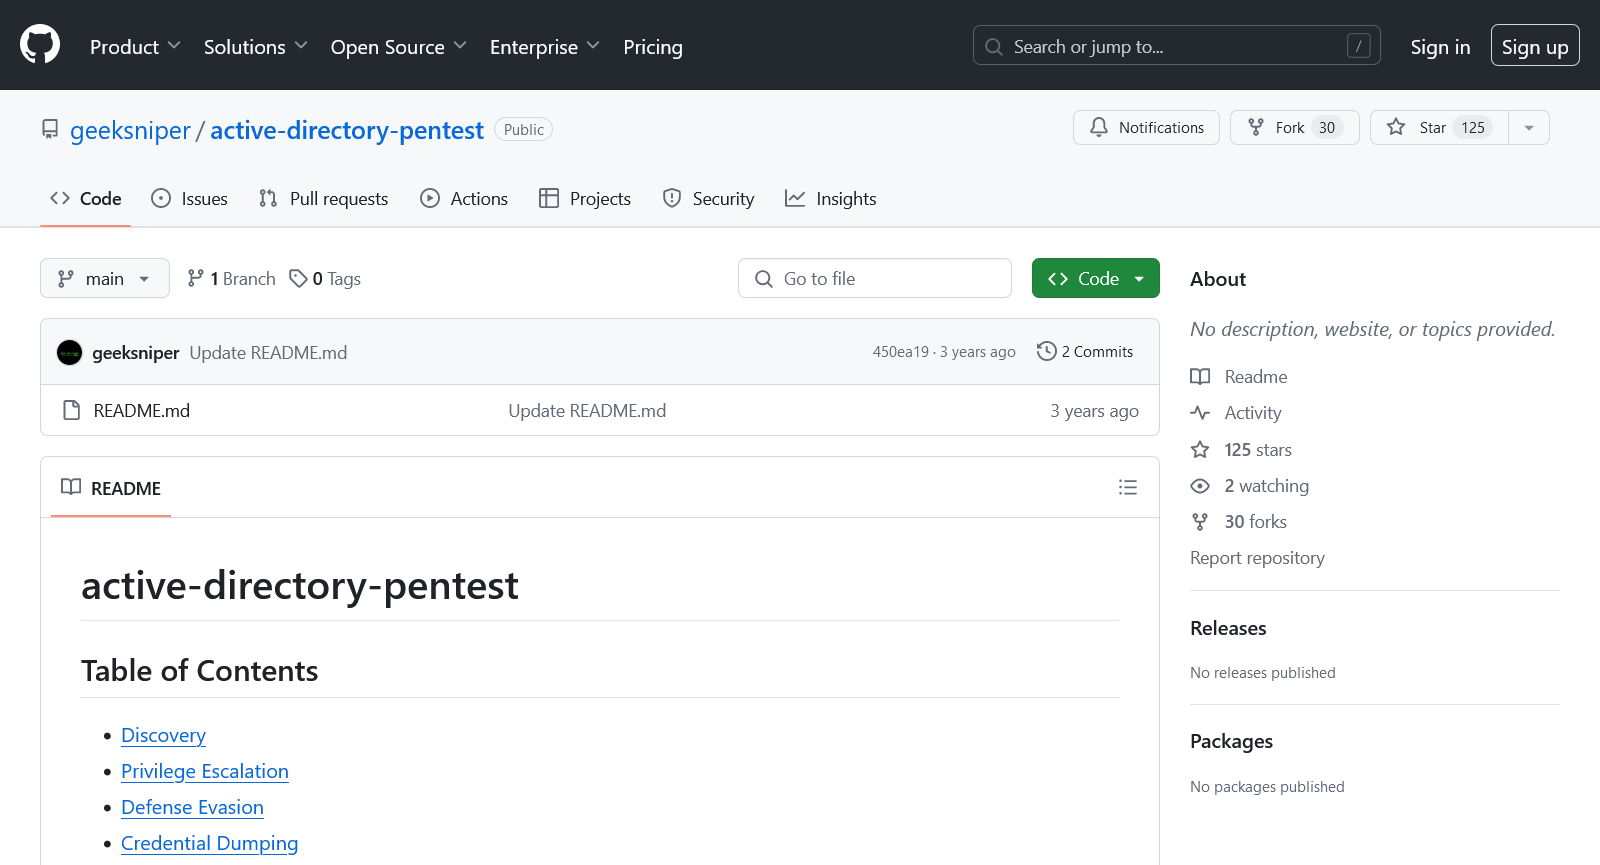 Product Solutions Open Source Enterprise Pricing Search or jump to... / Sign in Sign up
geeksniper / active-directory-pentest Public Notifications Fork 30 Star 125
Code Issues Pull requests Actions Projects Security Insights
main 1 Branch 0 Tags Go to file Code
geeksniper Update README.md 450ea19 · 3 years ago 2 Commits
README.md Update README.md 3 years ago
README
active-directory-pentest
Table of Contents
Discovery
Privilege Escalation
Defense Evasion
Credential Dumping
About
No description, website, or topics provided.
Readme
Activity
125 stars
2 watching
30 forks
Report repository
Releases
No releases published
Packages
No packages published